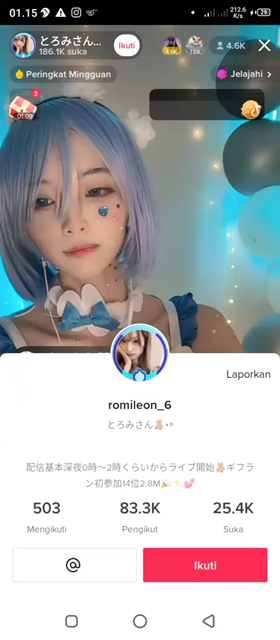 01.15
212.6 K/s
29
とろみさん...
186.1K suka
Ikuti
4.6K
Peringkat Mingguan
Jelajahi >
3
01:09
Laporkan
romileon_6
とろみさん
配信基本深夜0時〜2時くらいからライブ開始 ギフラ
ン初参加14位2.8M
503
83.3K
25.4K
Mengikuti
Pengikut
Suka
@
Ikuti